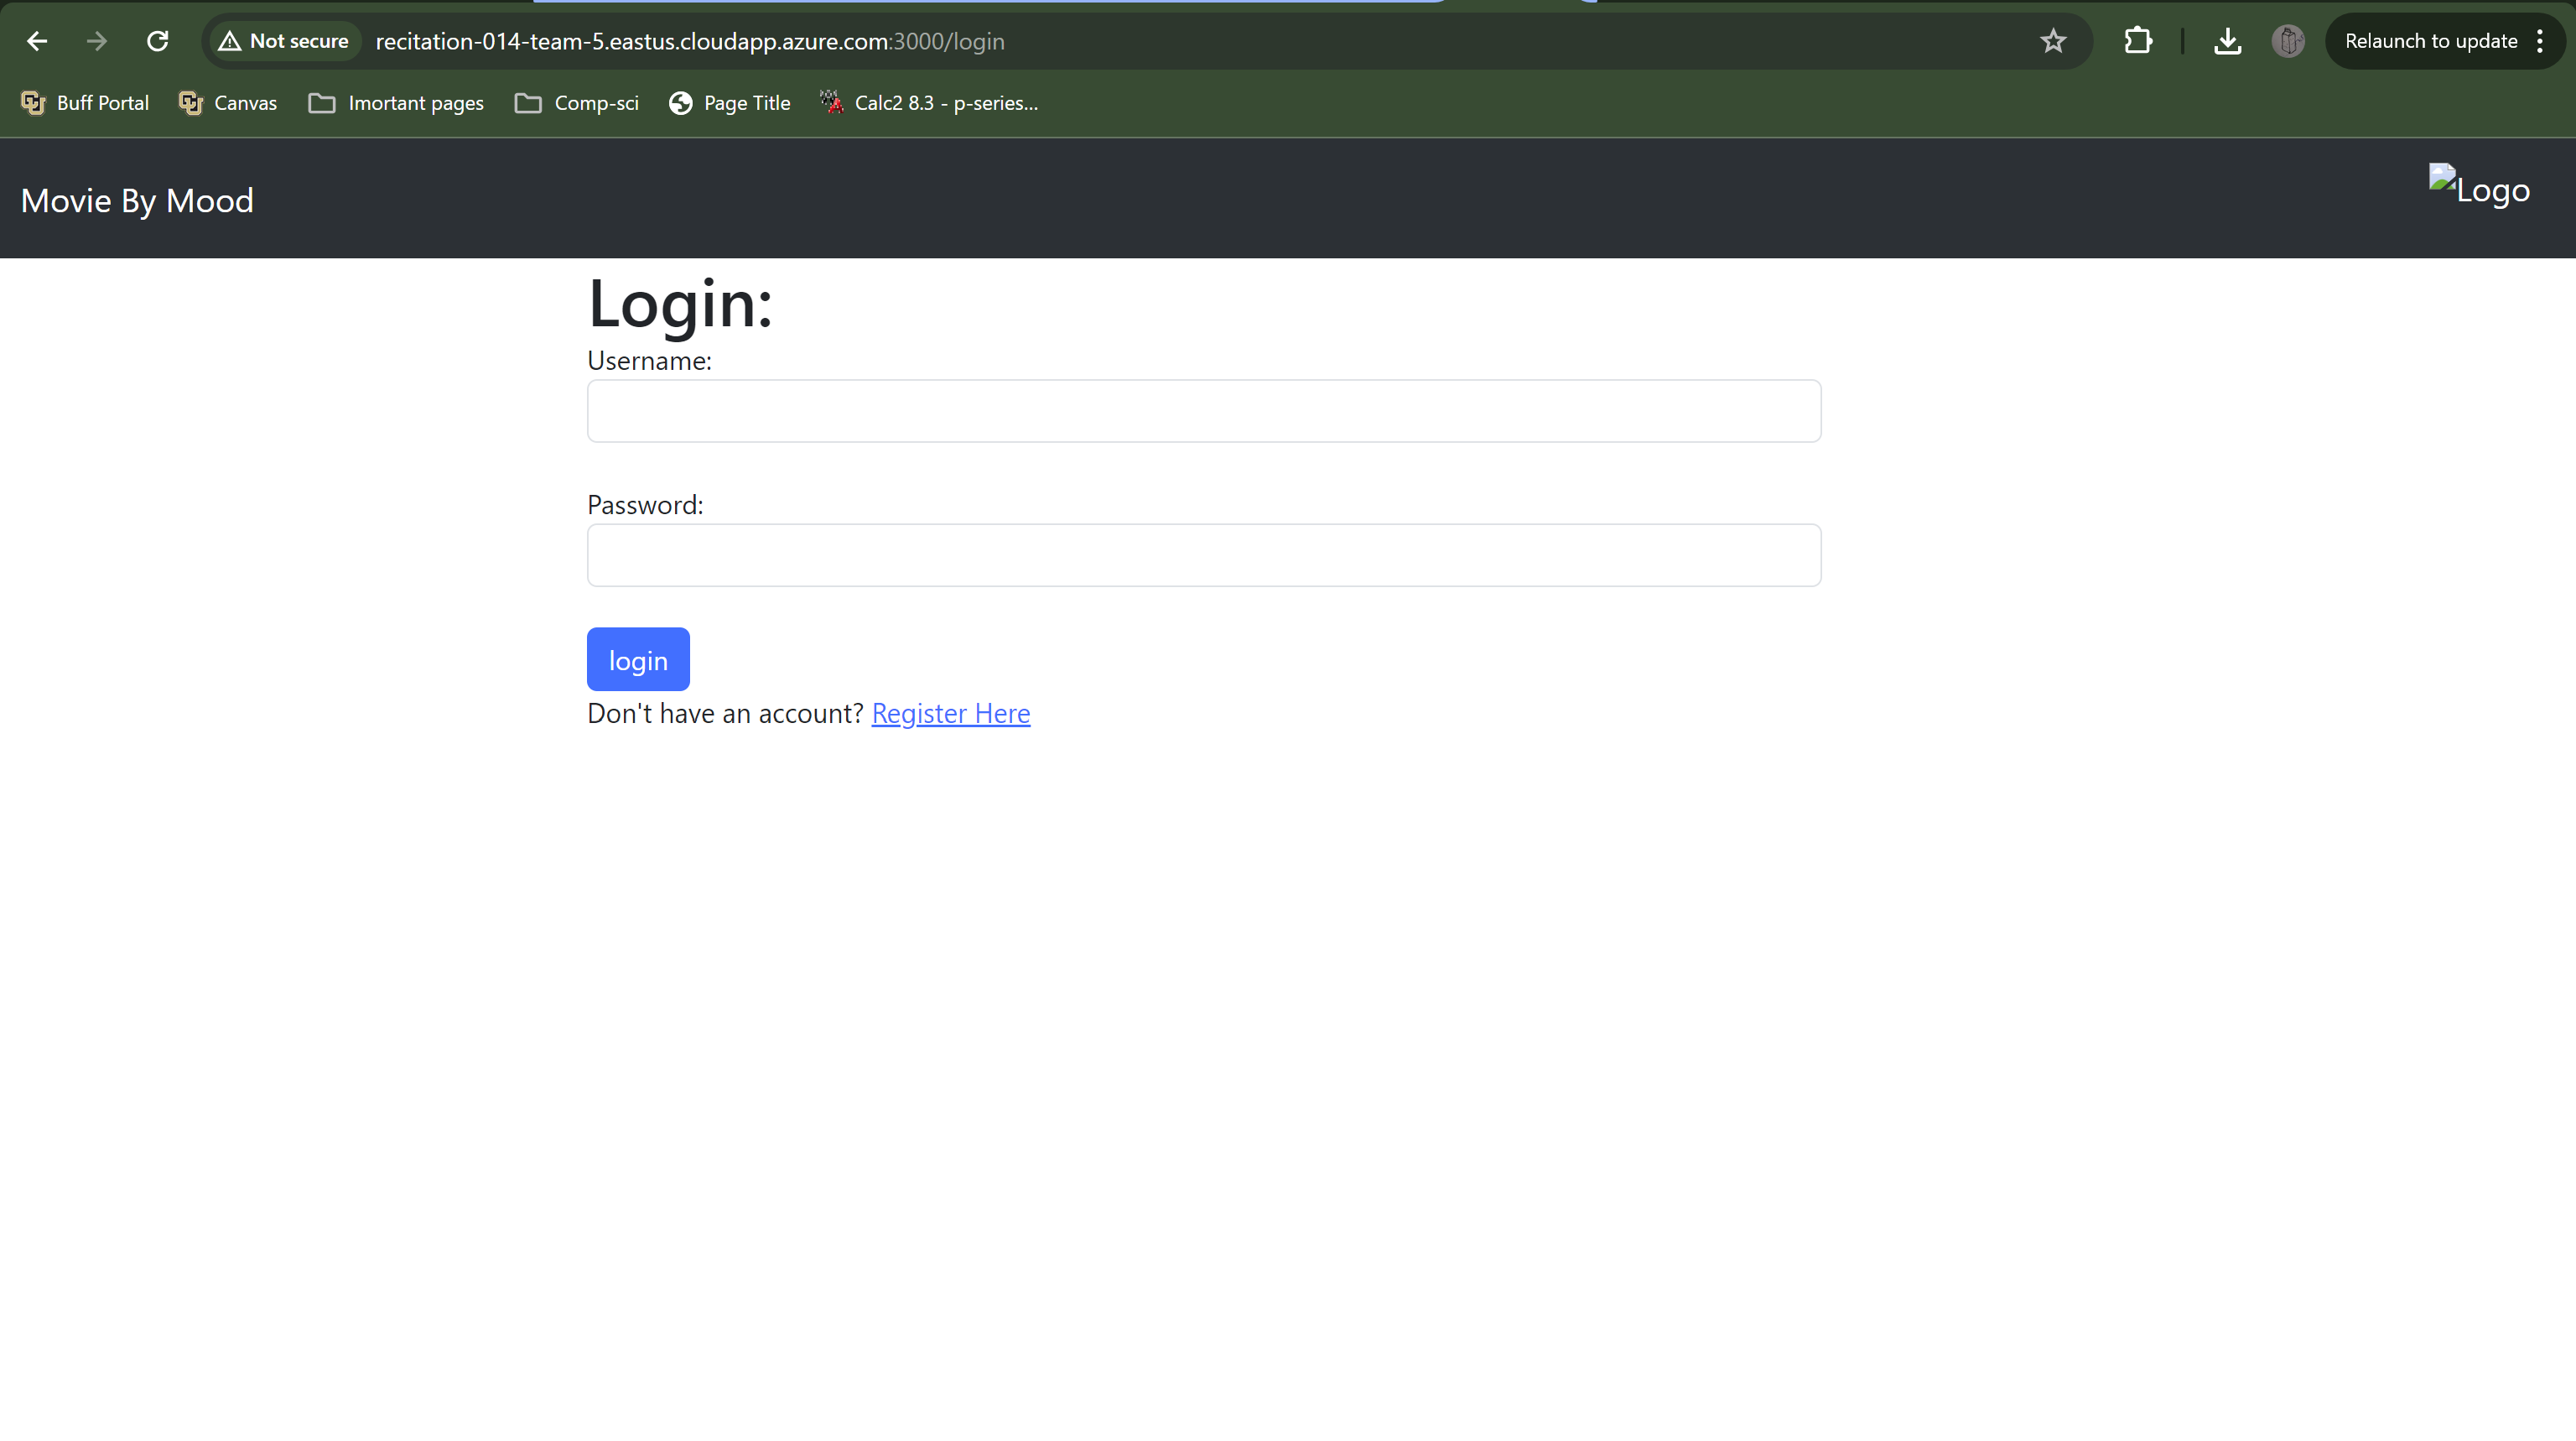 Not secure recitation-014-team-5.eastus.cloudapp.azure.com:3000/login Relaunch to update
Buff Portal Canvas Imortant pages Comp-sci Page Title Calc2 8.3 - p-series...
Movie By Mood Logo
Login:
Username:
Password:
login
Don't have an account? Register Here